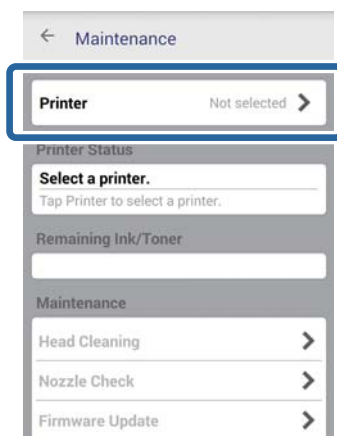 Maintenance
Printer Not selected
Printer Status
Select a printer.
Tap Printer to select a printer.
Remaining Ink/Toner
Maintenance
Head Cleaning
Nozzle Check
Firmware Update